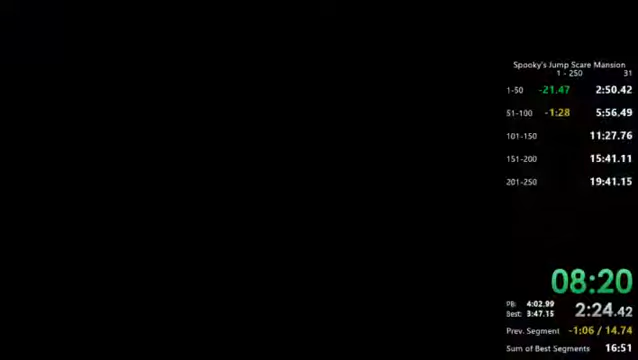 Spooky's Jump Scare Mansion
1 - 250 31
1-50 -21.47 2:50.42
51-100 -1:28 5:56.49
101-150 11:27.76
151-200 15:41.11
201-250 19:41.15
08:20
PB: 4:02.99
Best: 3:47.15 2:24.42
Prev. Segment -1:06 / 14.74
Sum of Best Segments 16:51